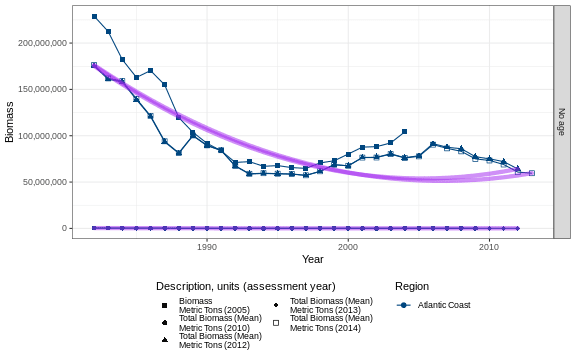 200,000,000
150,000,000
100,000,000
50,000,000
0
Biomass
No age
1990
2000
2010
Year
Description, units (assessment year)
Biomass
Metric Tons (2005)
Total Biomass (Mean)
Metric Tons (2010)
Total Biomass (Mean)
Metric Tons (2012)
Total Biomass (Mean)
Metric Tons (2013)
Total Biomass (Mean)
Metric Tons (2014)
Region
Atlantic Coast